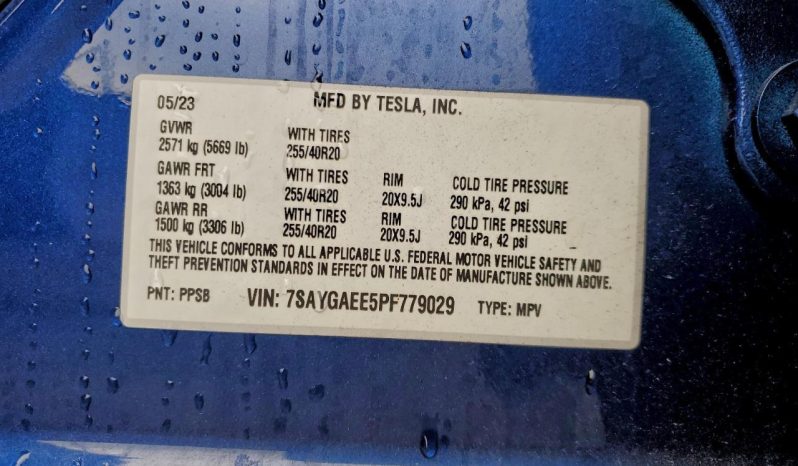 05/23 MFD BY TESLA, INC.
GVWR WITH TIRES
2571 kg (5669 lb) 255/40R20
GAWR FRT WITH TIRES RIM COLD TIRE PRESSURE
1363 kg (3004 lb) 255/40R20 20X9.5J 290 kPa, 42 psi
GAWR RR WITH TIRES RIM COLD TIRE PRESSURE
1500 kg (3306 lb) 255/40R20 20X9.5J 290 kPa, 42 psi
THIS VEHICLE CONFORMS TO ALL APPLICABLE U.S. FEDERAL MOTOR VEHICLE SAFETY AND
THEFT PREVENTION STANDARDS IN EFFECT ON THE DATE OF MANUFACTURE SHOWN ABOVE.
PNT: PPSB VIN: 7SAYGAEE5PF779029 TYPE: MPV